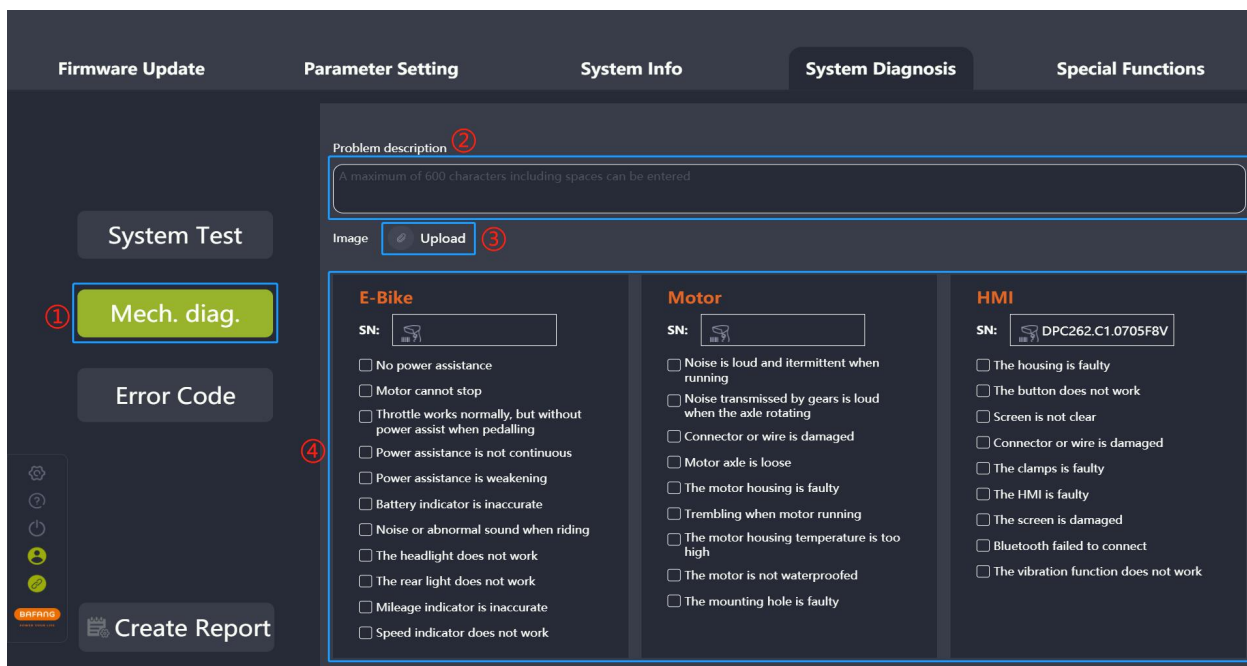 Firmware Update
Parameter Setting
System Info
System Diagnosis
Special Functions
Problem description ②
A maximum of 600 characters including spaces can be entered
Image
Upload ③
System Test
① Mech. diag.
Error Code
BAFANG
Create Report
④
E-Bike
SN:
No power assistance
Motor cannot stop
Throttle works normally, but without
power assist when pedalling
Power assistance is not continuous
Power assistance is weakening
Battery indicator is inaccurate
Noise or abnormal sound when riding
The headlight does not work
The rear light does not work
Mileage indicator is inaccurate
Speed indicator does not work
Motor
SN:
Noise is loud and itermittent when
running
Noise transmissed by gears is loud
when the axle rotating
Connector or wire is damaged
Motor axle is loose
The motor housing is faulty
Trembling when motor running
The motor housing temperature is too
high
The motor is not waterproofed
The mounting hole is faulty
HMI
SN: DPC262.C1.0705F8V
The housing is faulty
The button does not work
Screen is not clear
Connector or wire is damaged
The clamps is faulty
The HMI is faulty
The screen is damaged
Bluetooth failed to connect
The vibration function does not work